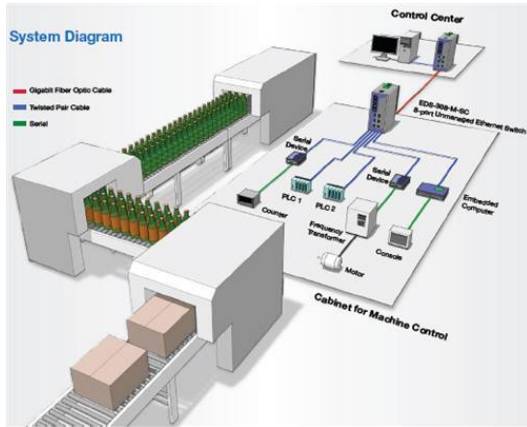 System Diagram
Gigabit Fiber Optic Cable
Twisted Pair Cable
Serial
Control Center
EDS-308-M-SC
8-port Unmanaged Ethernet Switch
Serial
Device
PLC 1
PLC 2
Serial
Device
Embedded
Computer
Counter
Frequency
Transformer
Console
Motor
Cabinet for Machine Control